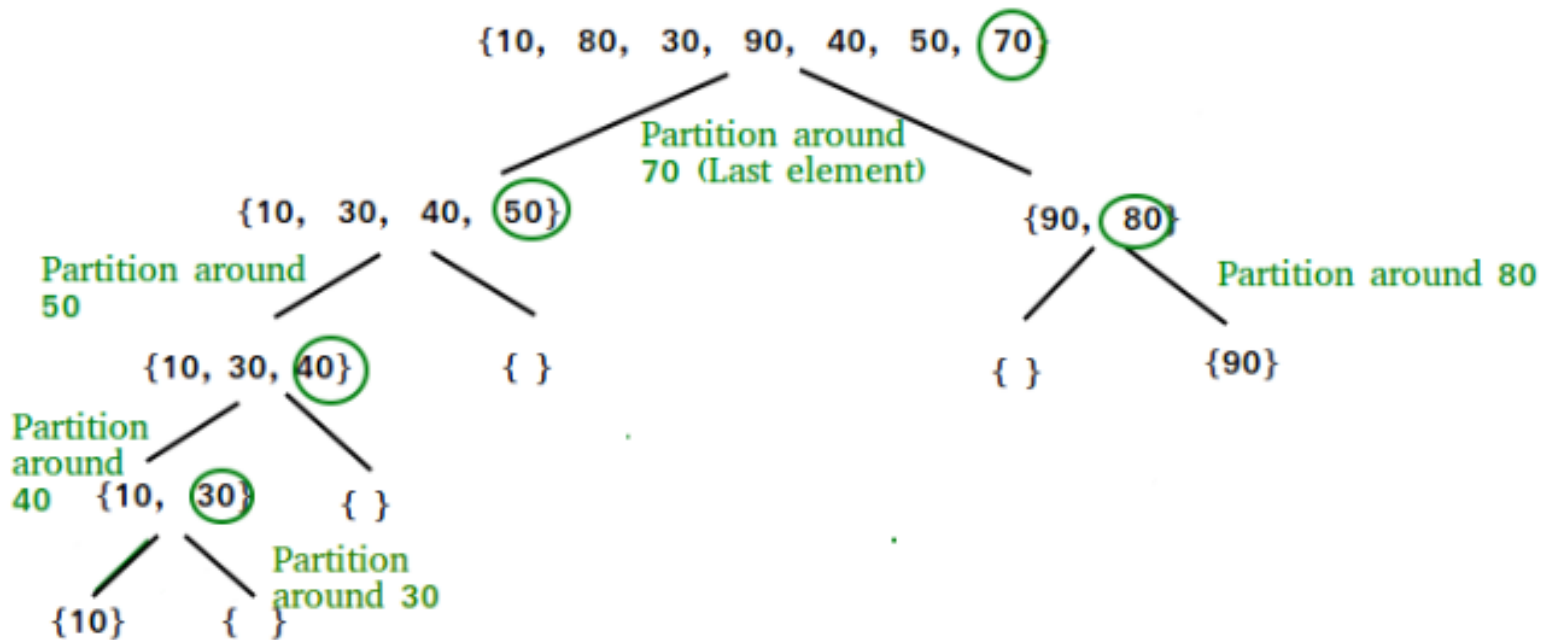 {10, 80, 30, 90, 40, 50, 70}
Partition around
70 (Last element)
{10, 30, 40, 50}
{90, 80}
Partition around
50
Partition around 80
{10, 30, 40}
{ }
{ }
{90}
Partition
around
40
{10, 30}
{ }
Partition
around 30
{10}
{ }